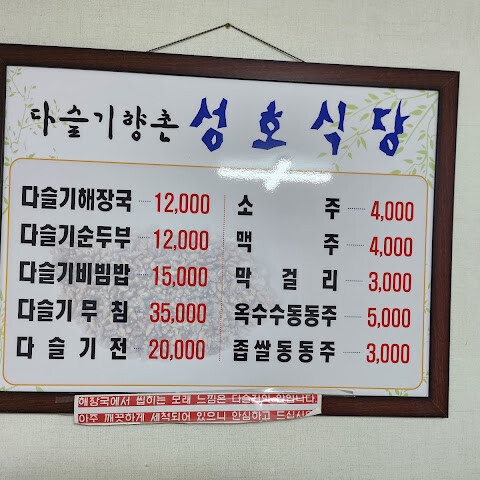 다슬기향촌 성호식당
다슬기해장국 12,000
다슬기순두부 12,000
다슬기비빔밥 15,000
다슬기무침 35,000
다슬기전 20,000
소주 4,000
맥주 4,000
막걸리 3,000
옥수수동동주 5,000
좁쌀동동주 3,000
해장국에서 씹히는 모래 느낌은 다슬기
아주 깨끗하게 세척되어 있으니 안심하고